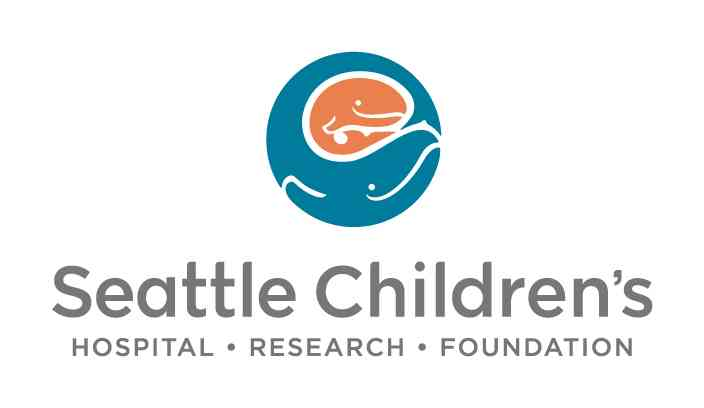 Seattle Children's
HOSPITAL • RESEARCH • FOUNDATION